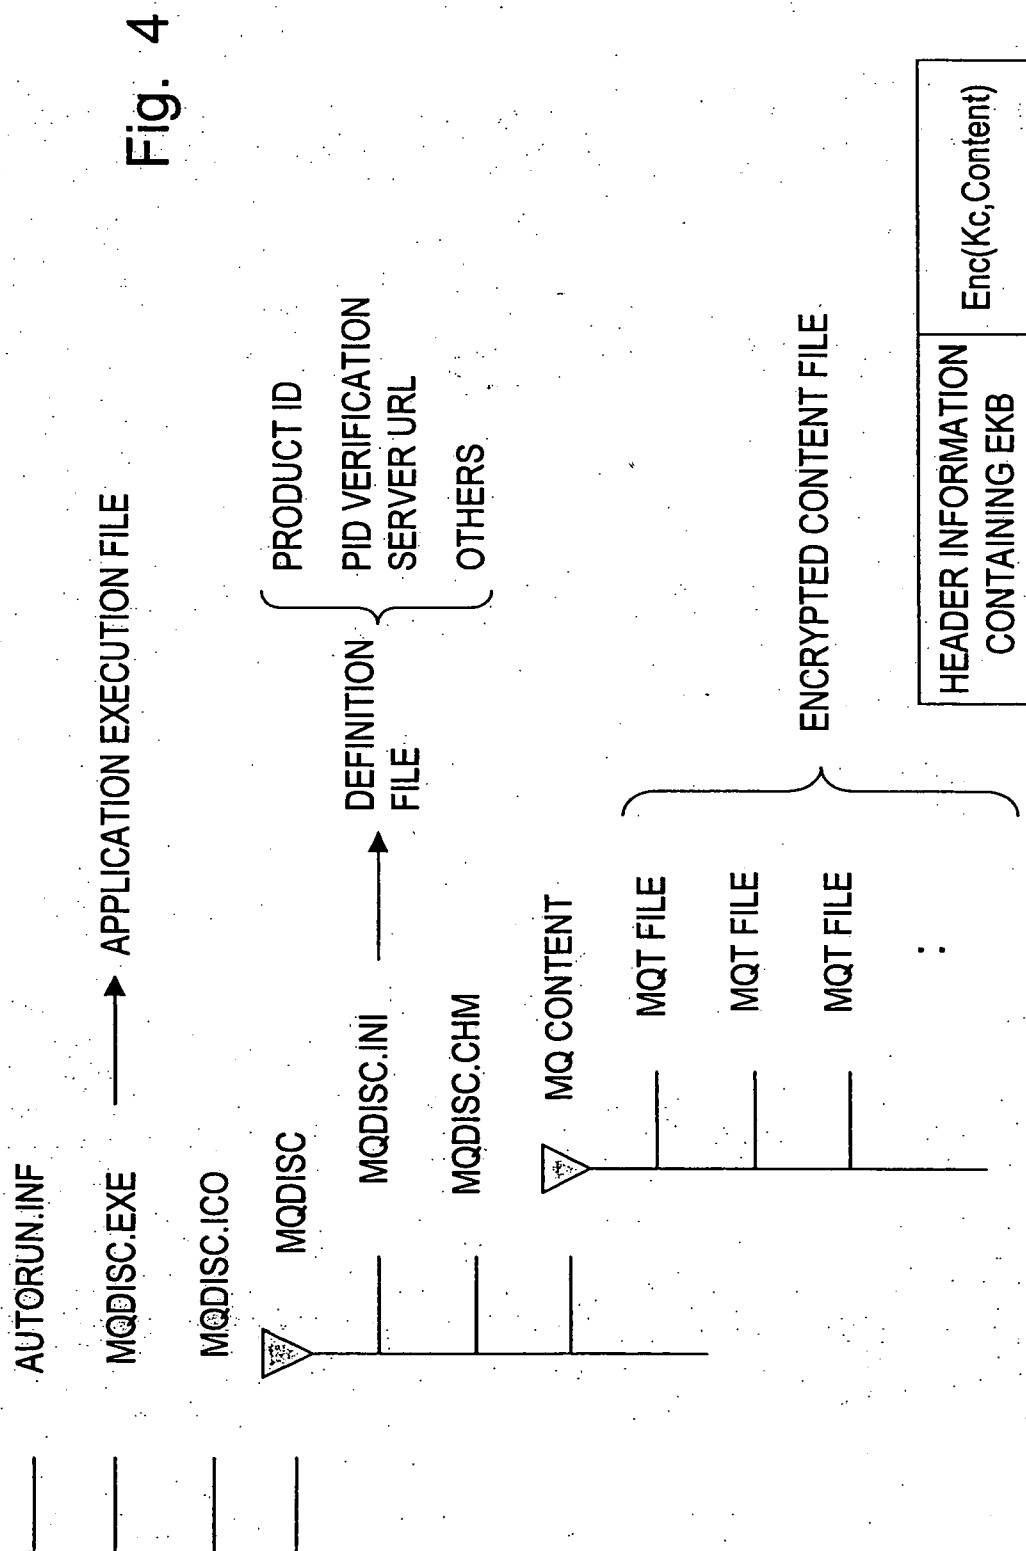 Fig. 4
AUTORUN.INF
MQDISC.EXE
APPLICATION EXECUTION FILE
MQDISC.ICO
MQDISC
MQDISC.INI
DEFINITION
FILE
PRODUCT ID
PID VERIFICATION
SERVER URL
OTHERS
MQDISC.CHM
MQ CONTENT
MQT FILE
MQT FILE
MQT FILE
:
ENCRYPTED CONTENT FILE
HEADER INFORMATION
CONTAINING EKB
Enc(Kc,Content)